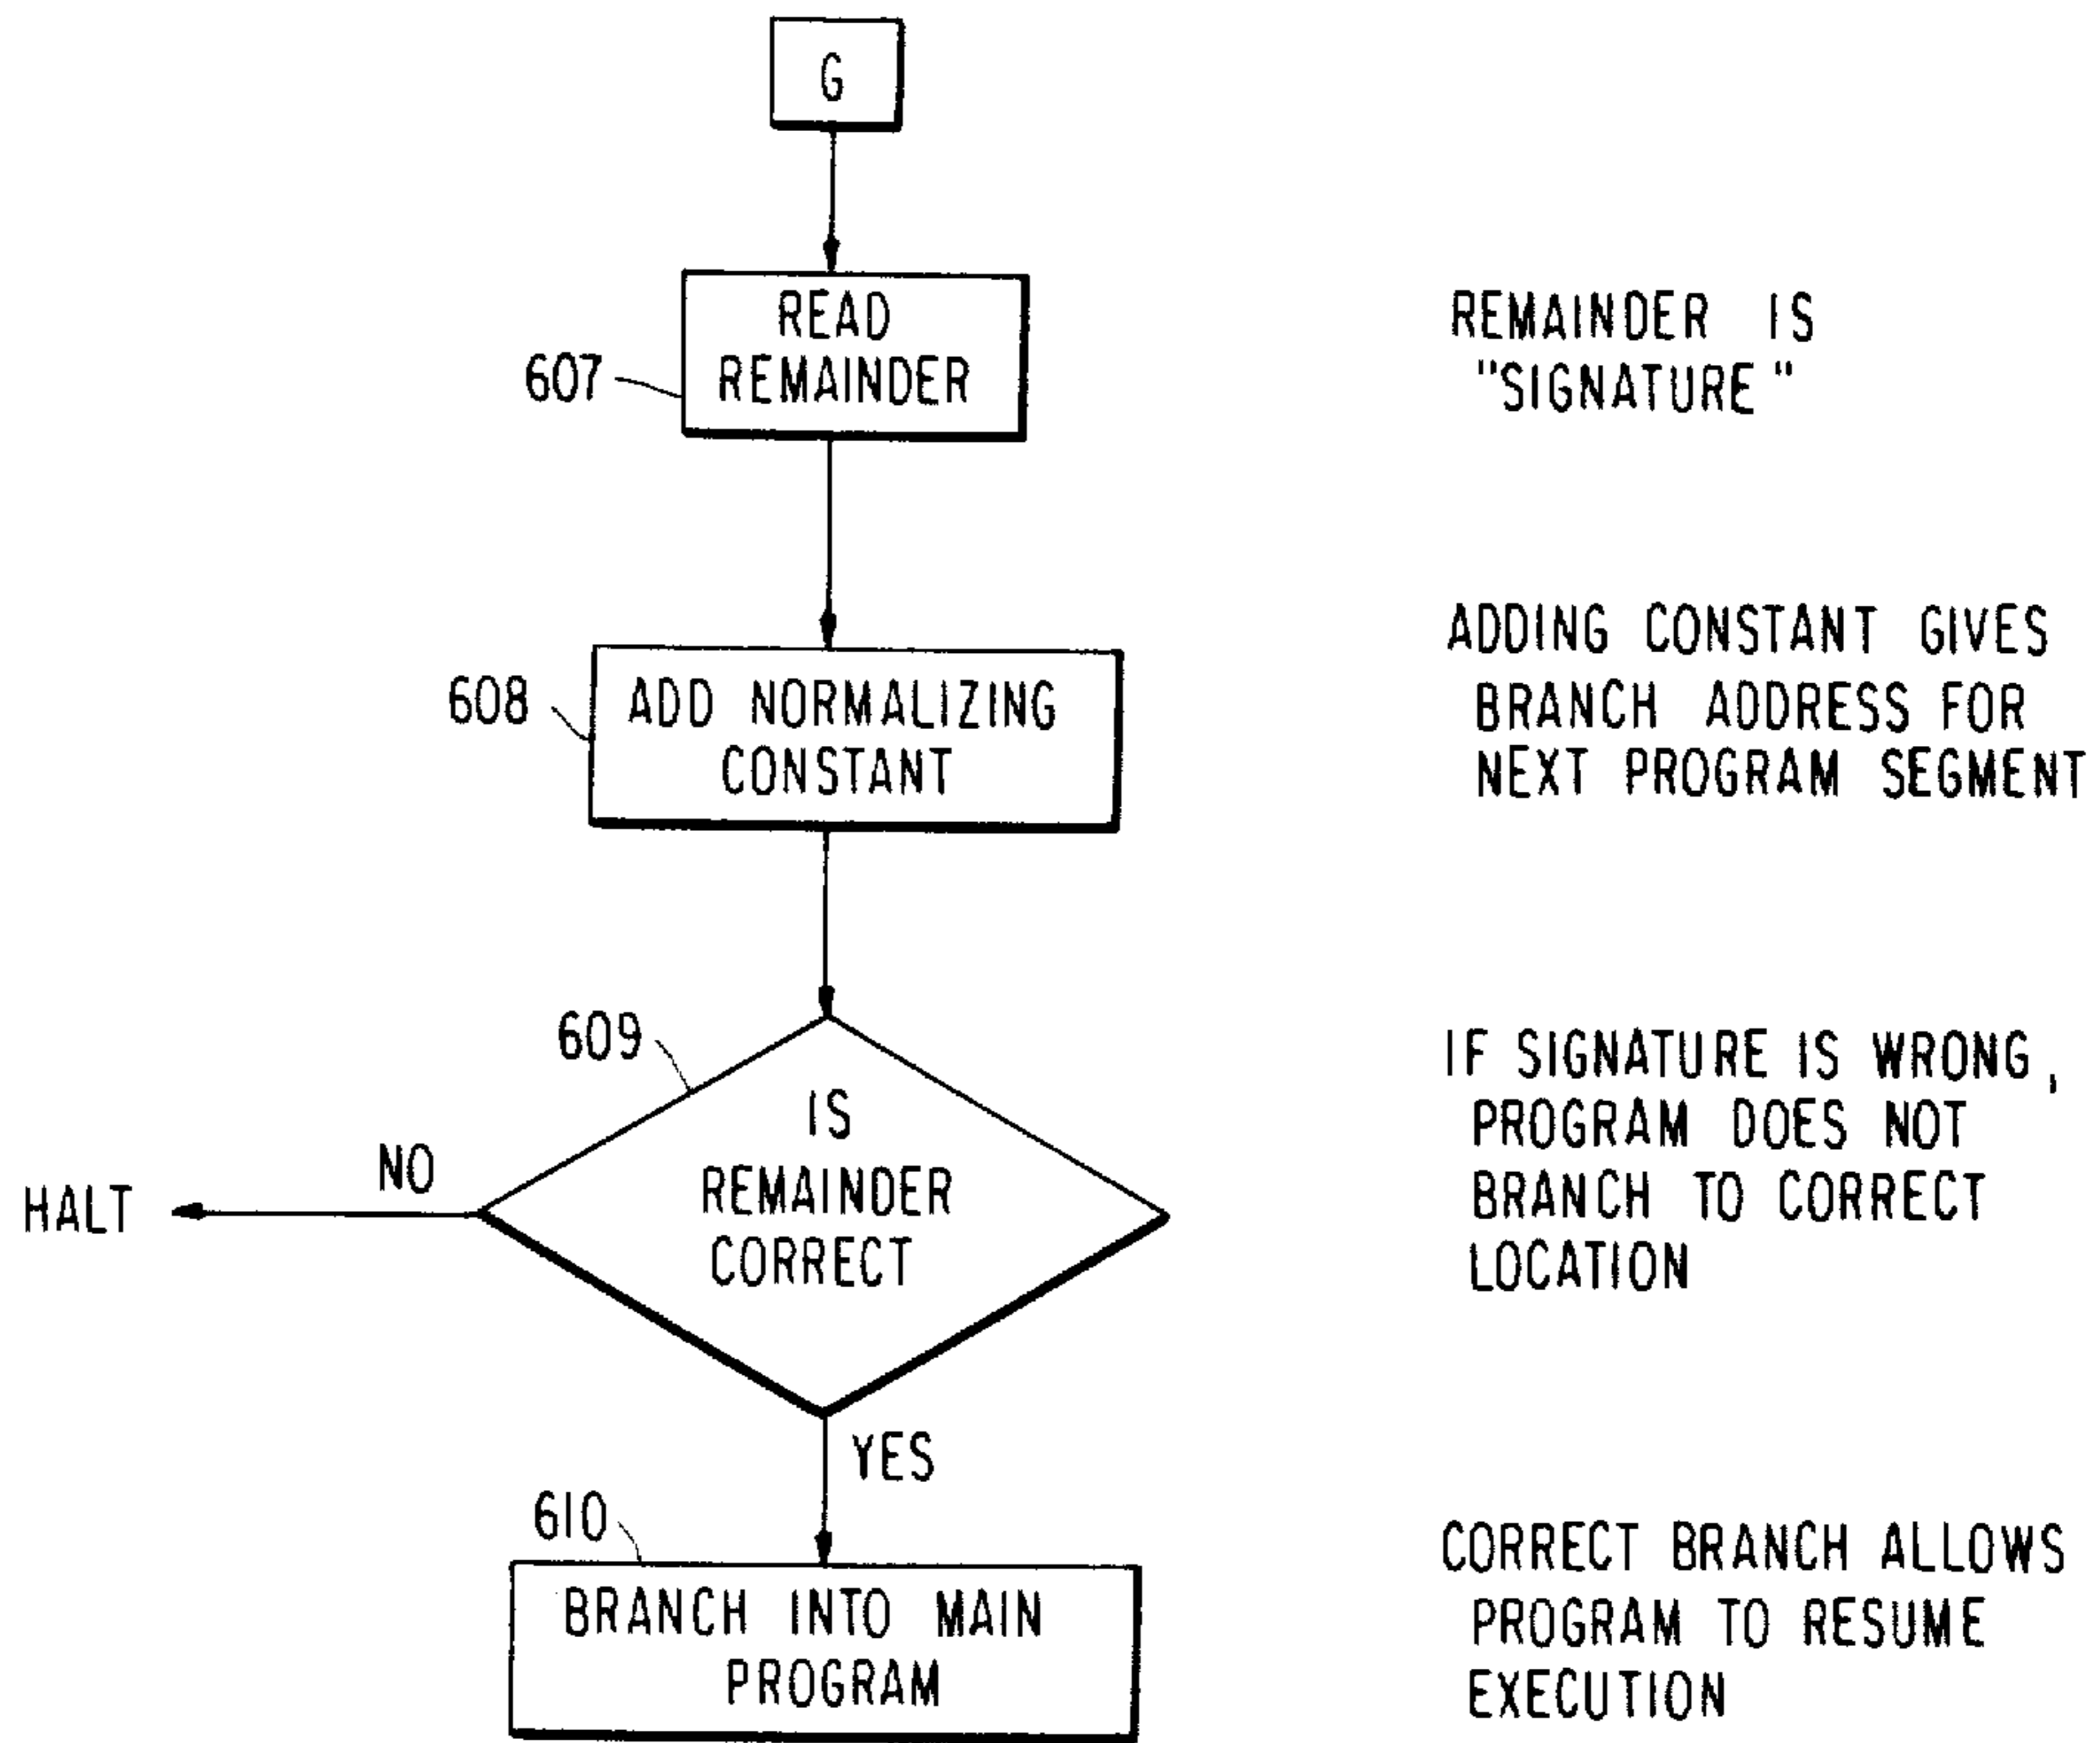 G
READ
REMAINDER
607
REMAINDER IS
"SIGNATURE"
608
ADD NORMALIZING
CONSTANT
ADDING CONSTANT GIVES
BRANCH ADDRESS FOR
NEXT PROGRAM SEGMENT
609
IS
REMAINDER
CORRECT
NO
HALT
YES
IF SIGNATURE IS WRONG,
PROGRAM DOES NOT
BRANCH TO CORRECT
LOCATION
610
BRANCH INTO MAIN
PROGRAM
CORRECT BRANCH ALLOWS
PROGRAM TO RESUME
EXECUTION